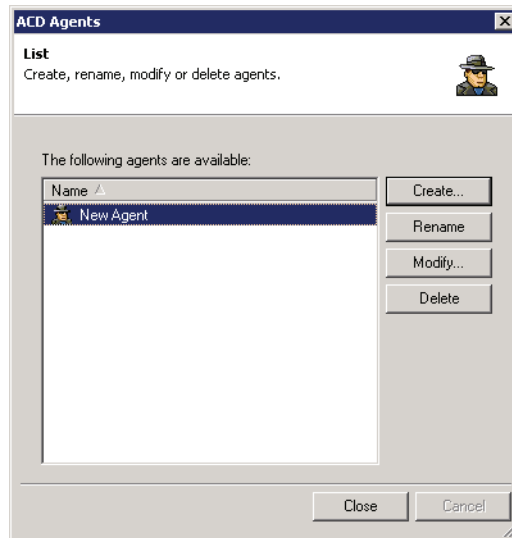 ACD Agents
List
Create, rename, modify or delete agents.
The following agents are available:
Name
New Agent
Create...
Rename
Modify...
Delete
Close
Cancel